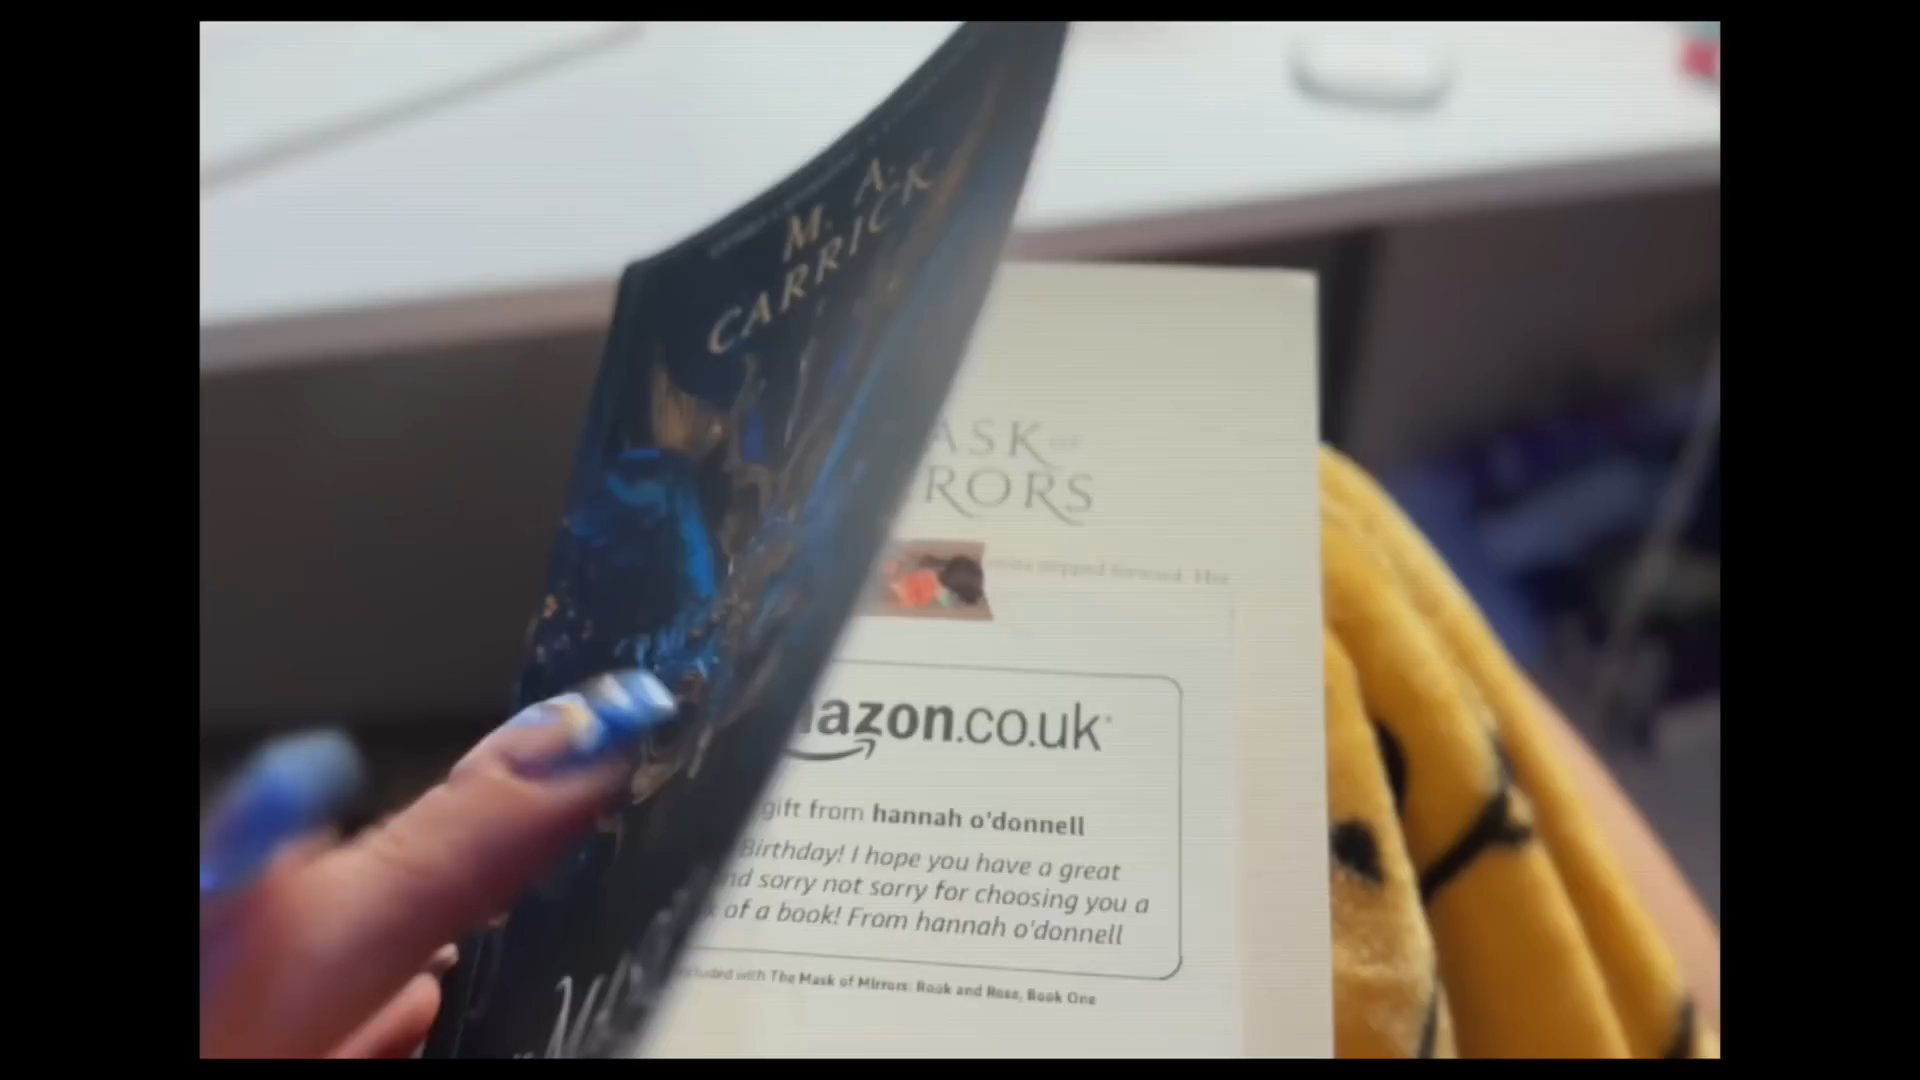 M. A.
CARRICK
ASK OF
RORS
stepped forward. Her
azon.co.uk
gift from hannah o'donnell
Birthday! I hope you have a great
nd sorry not sorry for choosing you a
of a book! From hannah o'donnell
cluded with The Mask of Mirrors: Rook and Rose, Book One